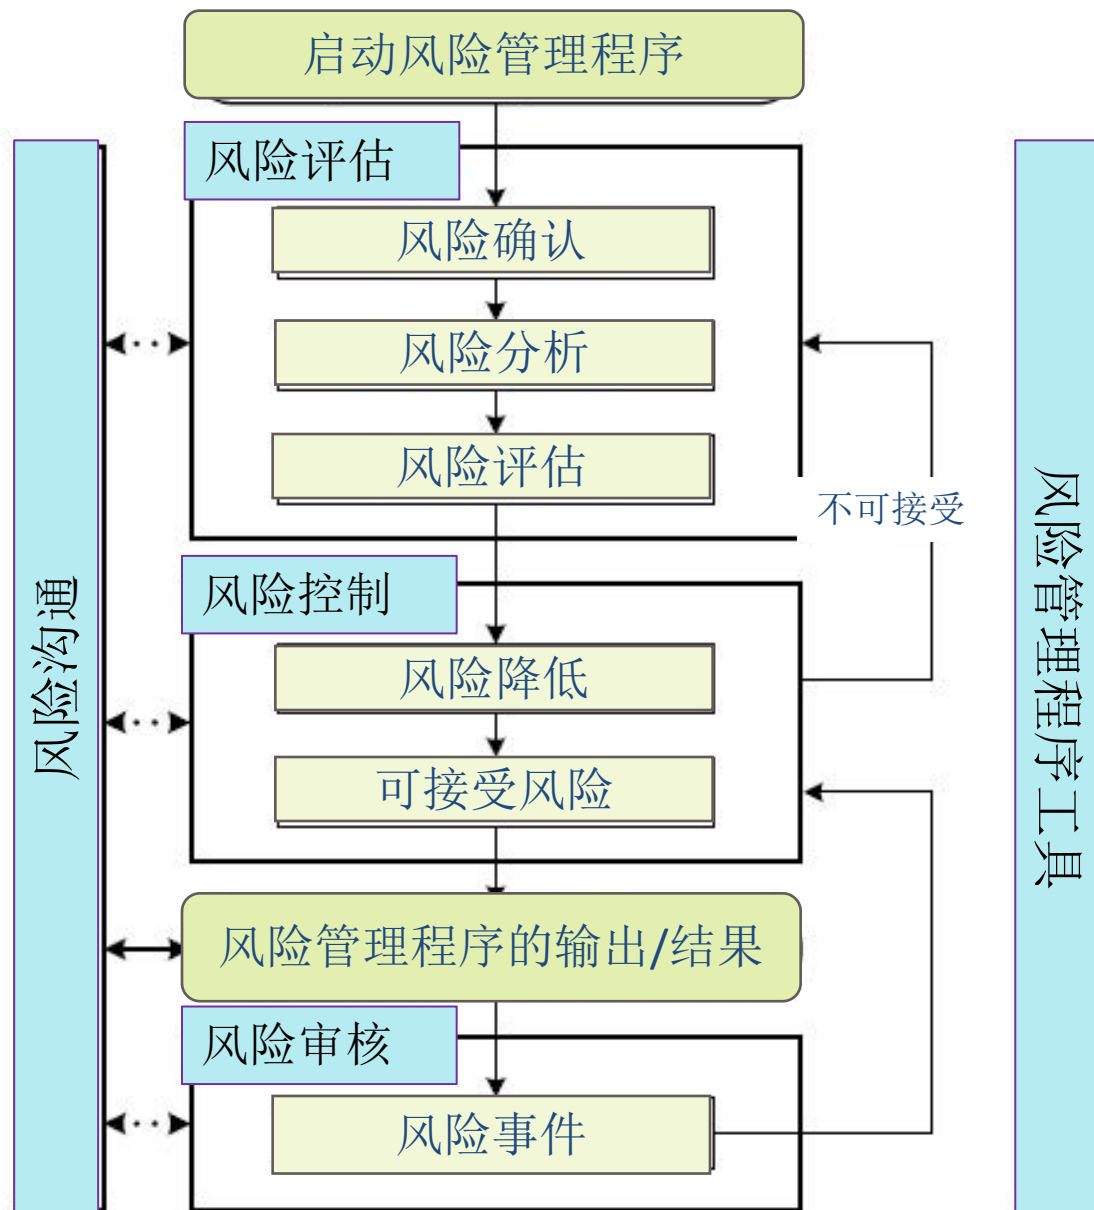 启动风险管理程序
风险评估
风险确认
风险分析
风险评估
不可接受
风险控制
风险降低
可接受风险
风险管理程序的输出/结果
风险审核
风险事件
风险沟通
风险管理程序工具